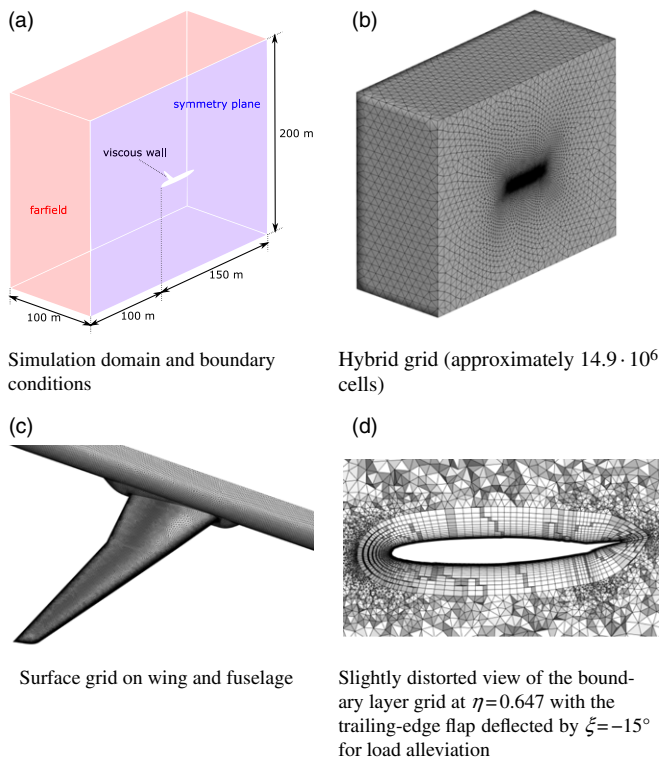 (a)
symmetry plane
200 m
viscous wall
farfield
150 m
100 m
100 m
Simulation domain and boundary
conditions
(b)
Hybrid grid (approximately 14.9 · 10⁶
cells)
(c)
Surface grid on wing and fuselage
(d)
Slightly distorted view of the bound-
ary layer grid at η=0.647 with the
trailing-edge flap deflected by ξ=−15°
for load alleviation